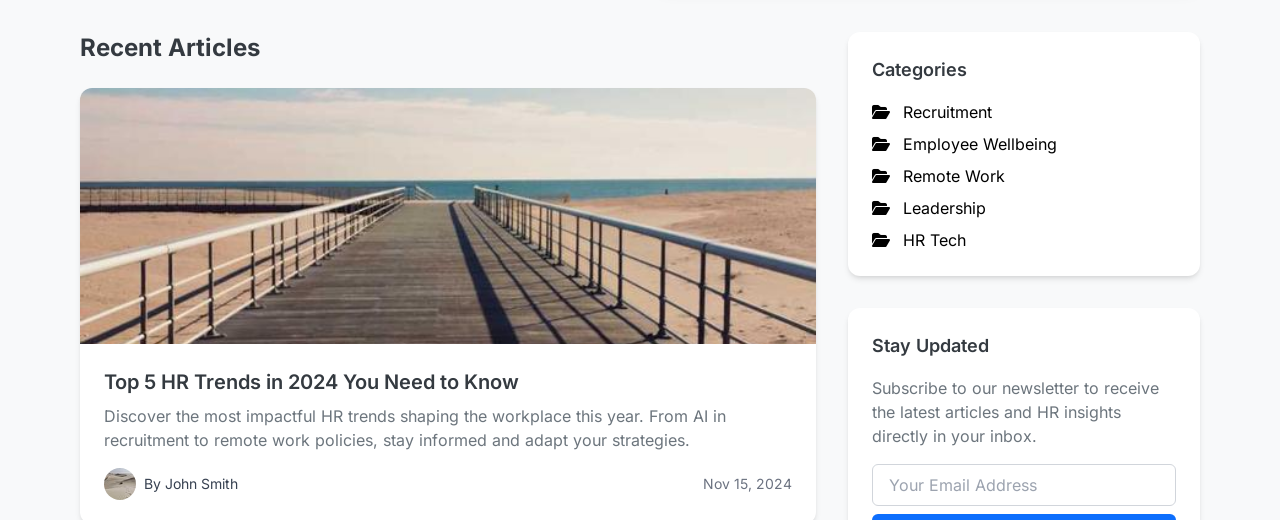 Recent Articles
Top 5 HR Trends in 2024 You Need to Know
Discover the most impactful HR trends shaping the workplace this year. From AI in
recruitment to remote work policies, stay informed and adapt your strategies.
By John Smith
Nov 15, 2024
Categories
Recruitment
Employee Wellbeing
Remote Work
Leadership
HR Tech
Stay Updated
Subscribe to our newsletter to receive
the latest articles and HR insights
directly in your inbox.
Your Email Address